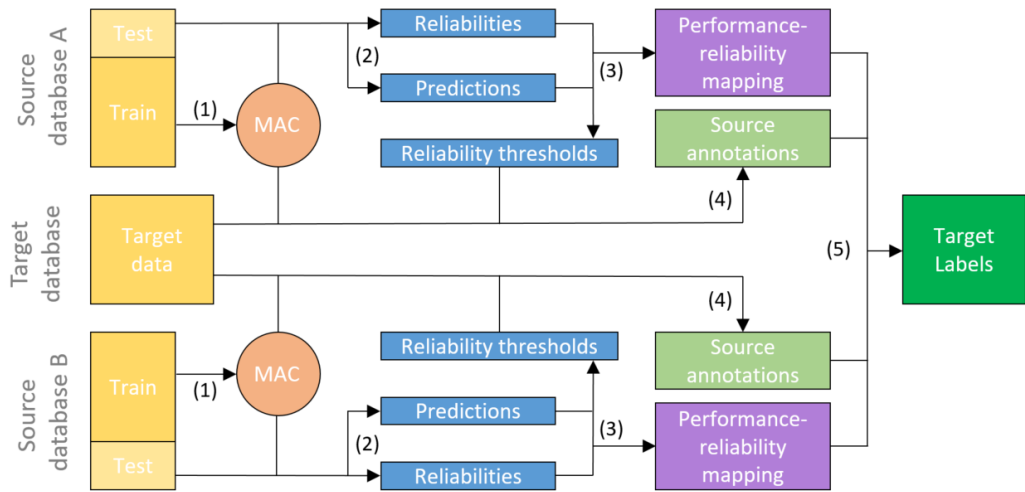 Source
database A
Test
Train
(1)
MAC
(2)
Reliabilities
Predictions
(3)
Reliability thresholds
Performance-
reliability
mapping
Source
annotations
(4)
Target
database
Target
data
(5)
Target
Labels
(4)
Source
database B
Train
Test
(1)
MAC
(2)
Reliability thresholds
Predictions
Reliabilities
(3)
Source
annotations
Performance-
reliability
mapping